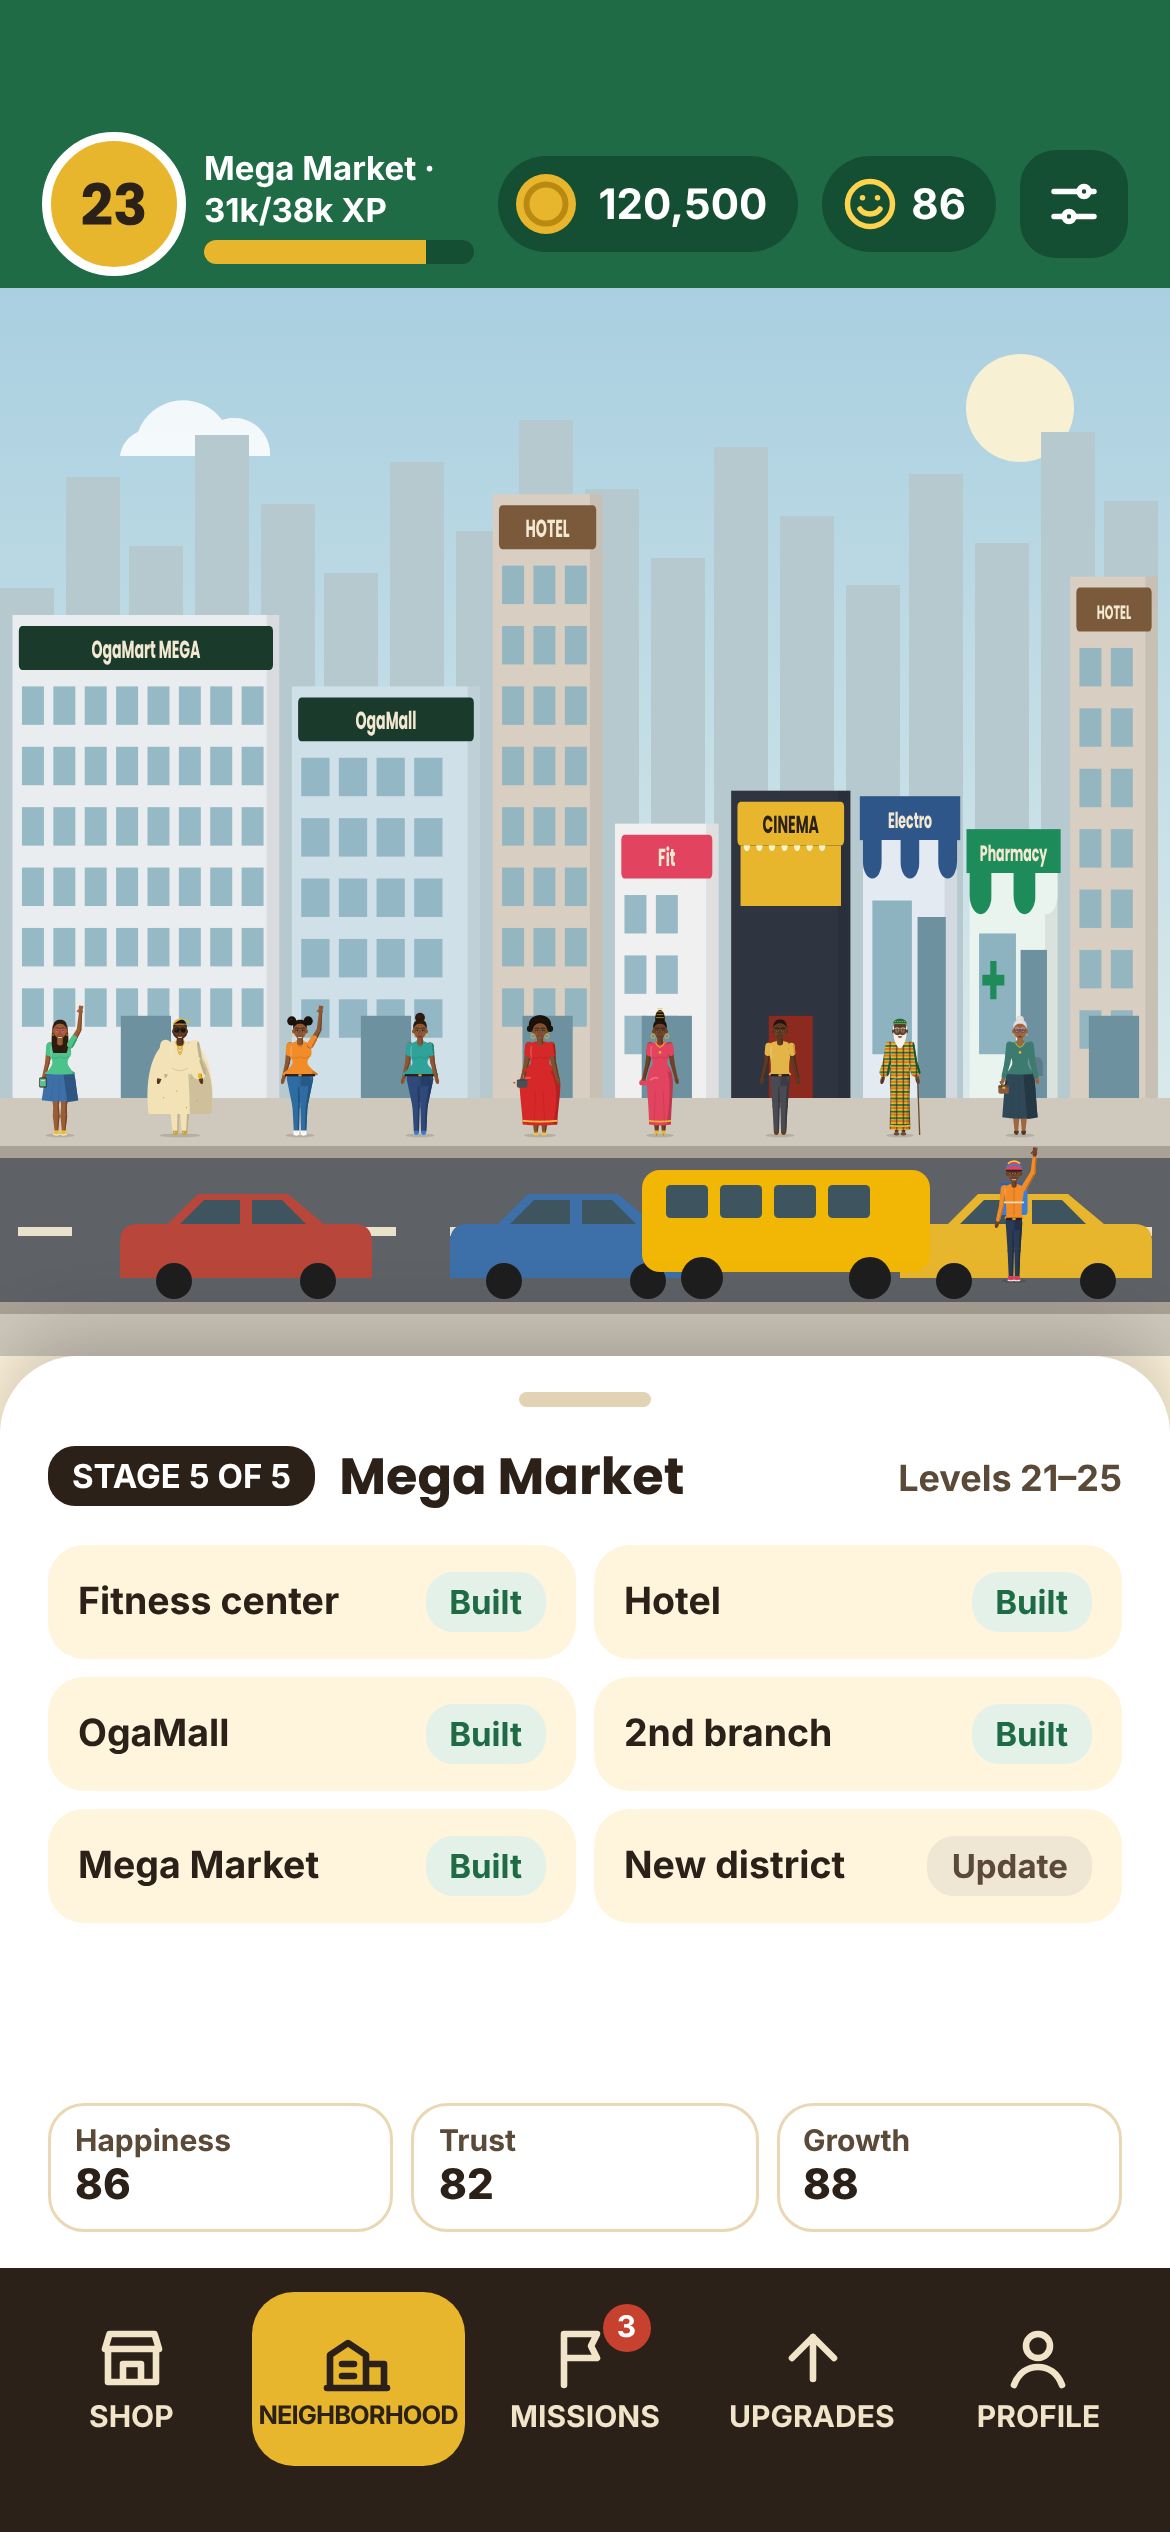 23
Mega Market ·
31k/38k XP
120,500
86
HOTEL
HOTEL
OgaMart MEGA
OgaMall
CINEMA
Electro
Fit
Pharmacy
STAGE 5 OF 5
Mega Market
Levels 21–25
Fitness center
Built
Hotel
Built
OgaMall
Built
2nd branch
Built
Mega Market
Built
New district
Update
Happiness
86
Trust
82
Growth
88
3
SHOP
NEIGHBORHOOD
MISSIONS
UPGRADES
PROFILE